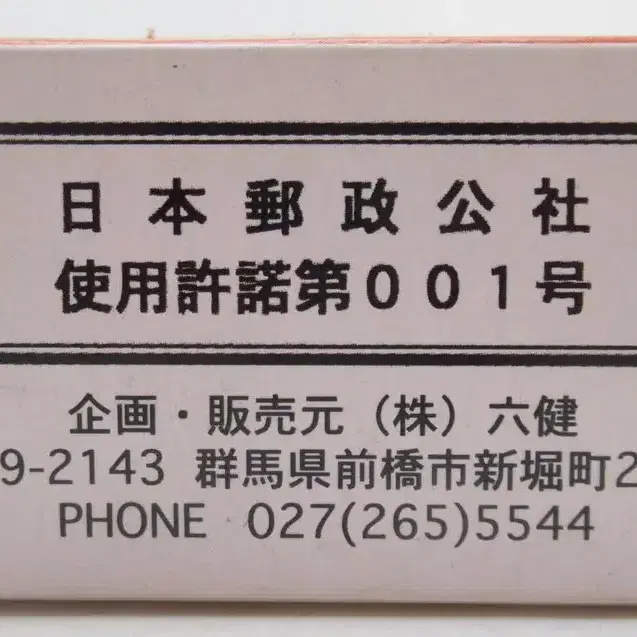 日本郵政公社
使用許諾第００１号
企画・販売元（株）六健
9-2143 群馬県前橋市新堀町2
PHONE 027(265)5544